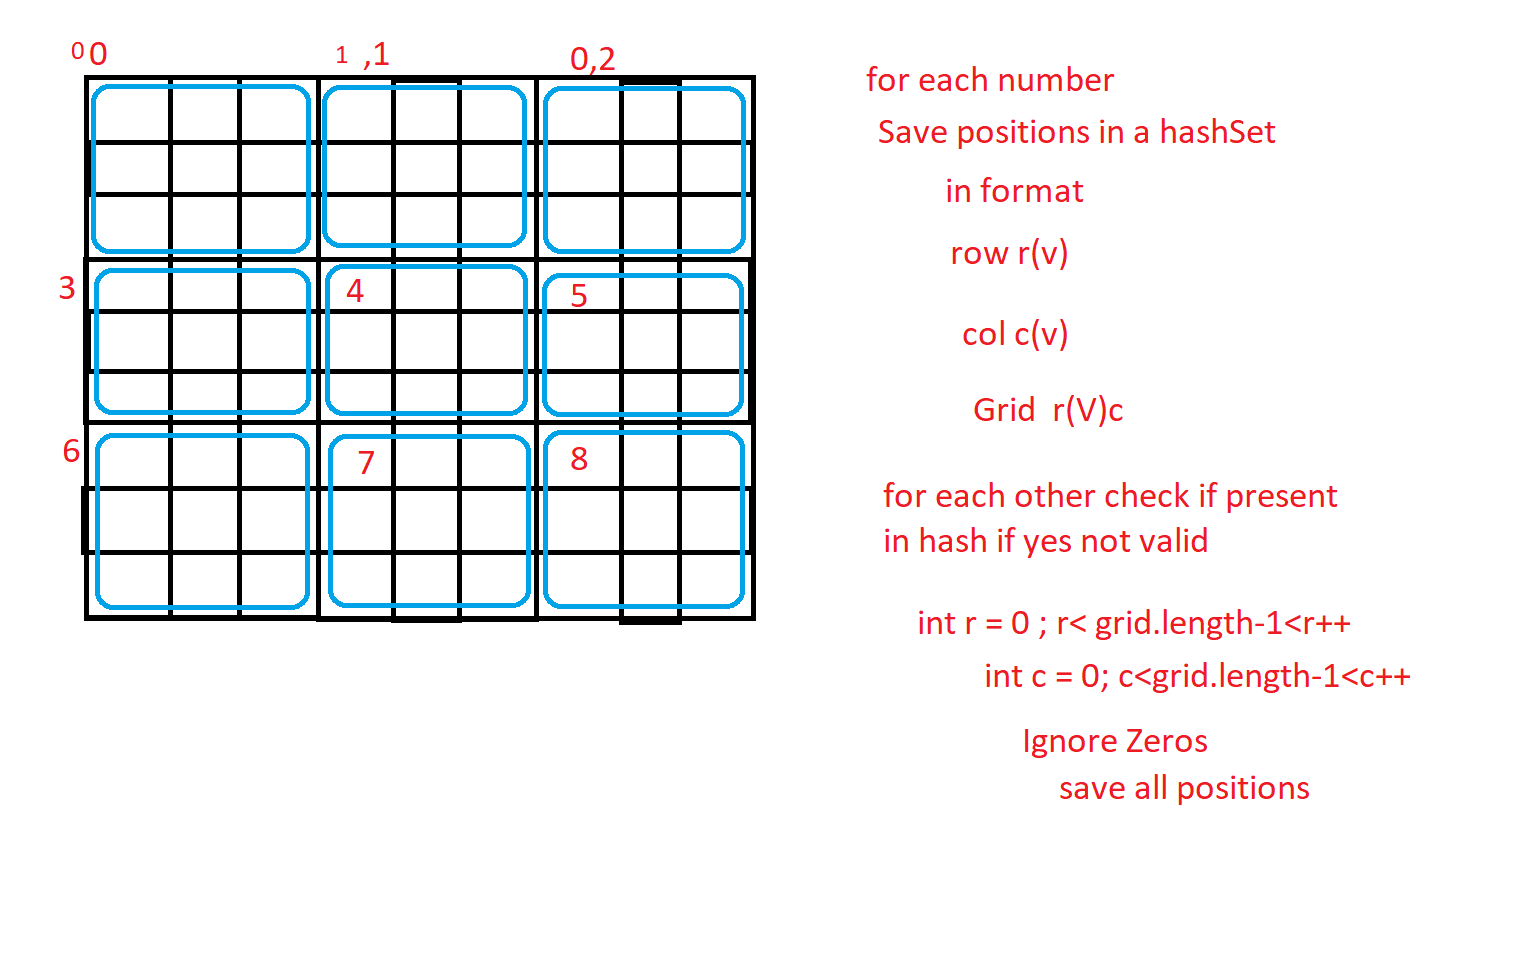 00
1 ,1
0,2
3
4
5
6
7
8
for each number
Save positions in a hashSet
in format
row r(v)
col c(v)
Grid r(V)c
for each other check if present
in hash if yes not valid
int r = 0 ; r< grid.length-1<r++
int c = 0; c<grid.length-1<c++
Ignore Zeros
save all positions